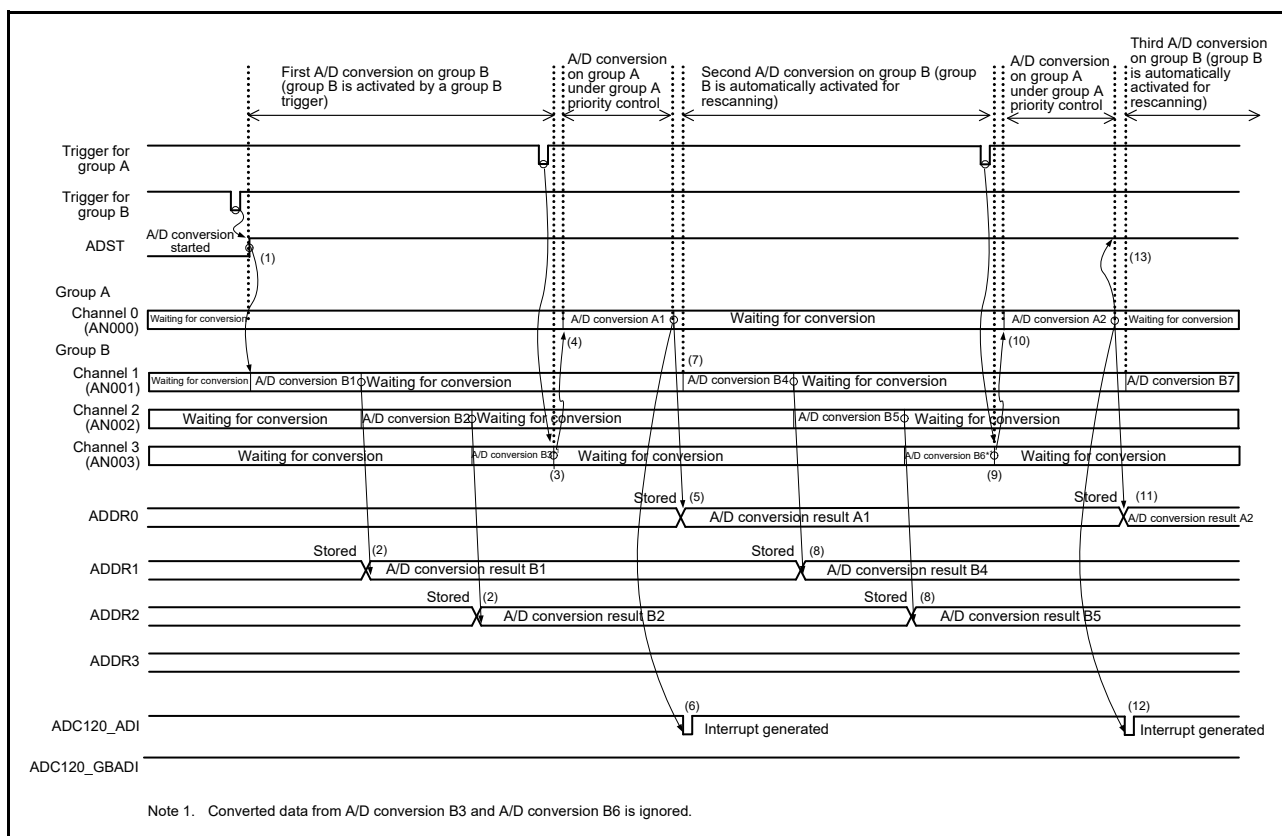 First A/D conversion on group B
(group B is activated by a group B
trigger)
A/D conversion
on group A
under group A
priority control
Second A/D conversion on group B (group
B is automatically activated for
rescanning)
A/D conversion
on group A
under group A
priority control
Third A/D conversion
on group B (group B
is automatically
activated for
rescanning)
Trigger for
group A
Trigger for
group B
ADST
A/D conversion
started
(1)
(13)
Group A
Channel 0
(AN000)
Waiting for conversion
A/D conversion A1
Waiting for conversion
A/D conversion A2
Waiting for conversion
(4)
(10)
Group B
Channel 1
(AN001)
Waiting for conversion
A/D conversion B1
Waiting for conversion
(7)
A/D conversion B4
Waiting for conversion
A/D conversion B7
Channel 2
(AN002)
Waiting for conversion
A/D conversion B2
Waiting for conversion
A/D conversion B5
Waiting for conversion
Channel 3
(AN003)
Waiting for conversion
A/D conversion B3
Waiting for conversion
A/D conversion B6*1
Waiting for conversion
(3)
(9)
ADDR0
Stored
(5)
A/D conversion result A1
Stored
(11)
A/D conversion result A2
ADDR1
Stored
(2)
A/D conversion result B1
Stored
(8)
A/D conversion result B4
ADDR2
Stored
(2)
A/D conversion result B2
Stored
(8)
A/D conversion result B5
ADDR3
ADC120_ADI
(6)
Interrupt generated
(12)
Interrupt generated
ADC120_GBADI
Note 1. Converted data from A/D conversion B3 and A/D conversion B6 is ignored.